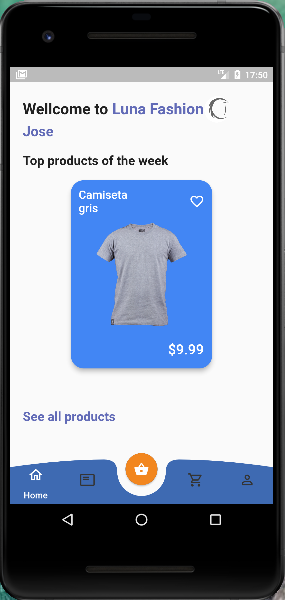 17:50
Wellcome to Luna Fashion
Jose
Top products of the week
Camiseta
gris
$9.99
See all products
Home